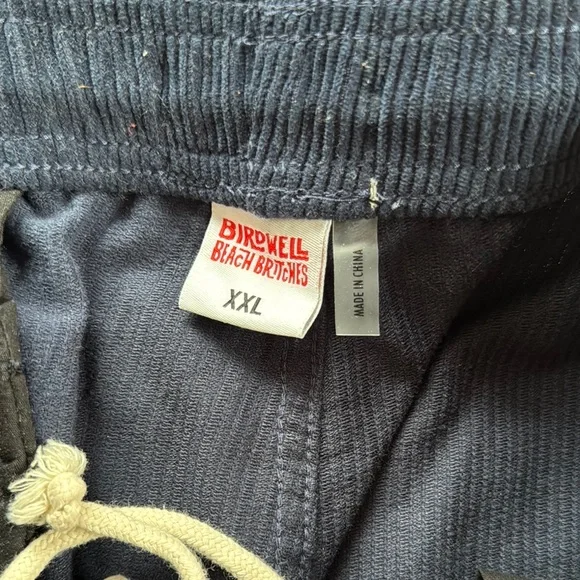 BIRDWELL
BEACH BRITCHES
XXL
MADE IN CHINA